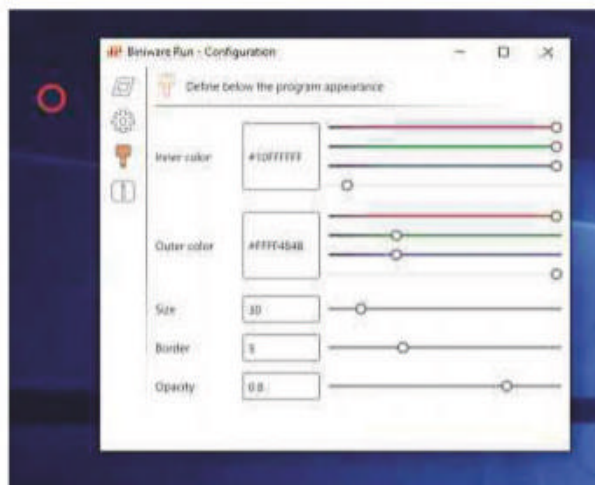 Biniware Run - Configuration
Define below the program appearance
Inner color
#10FFFFFF
Outer color
#FFFF4848
Size
30
Border
5
Opacity
0.8